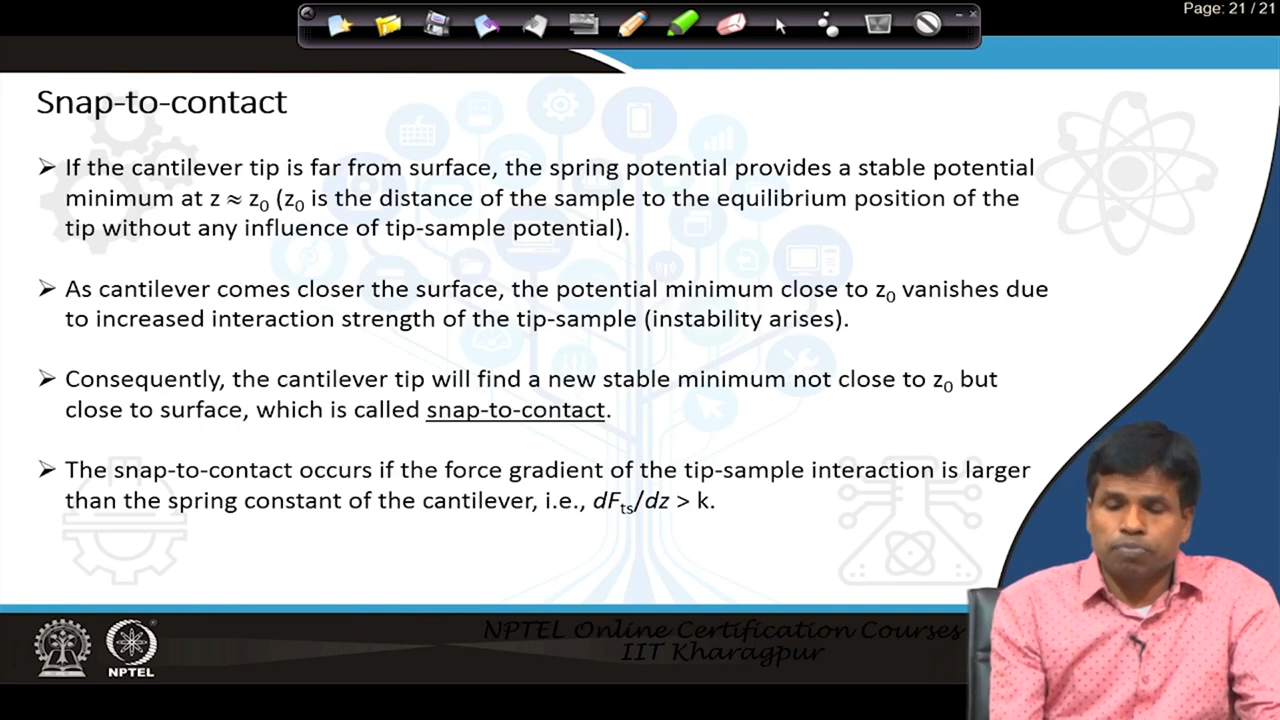 Page: 21 / 21
Snap-to-contact
➢ If the cantilever tip is far from surface, the spring potential provides a stable potential
minimum at z ≈ z₀ (z₀ is the distance of the sample to the equilibrium position of the
tip without any influence of tip-sample potential).
➢ As cantilever comes closer the surface, the potential minimum close to z₀ vanishes due
to increased interaction strength of the tip-sample (instability arises).
➢ Consequently, the cantilever tip will find a new stable minimum not close to z₀ but
close to surface, which is called snap-to-contact.
➢ The snap-to-contact occurs if the force gradient of the tip-sample interaction is larger
than the spring constant of the cantilever, i.e., dFts/dz > k.
NPTEL Online Certification Courses
IIT Kharagpur
NPTEL